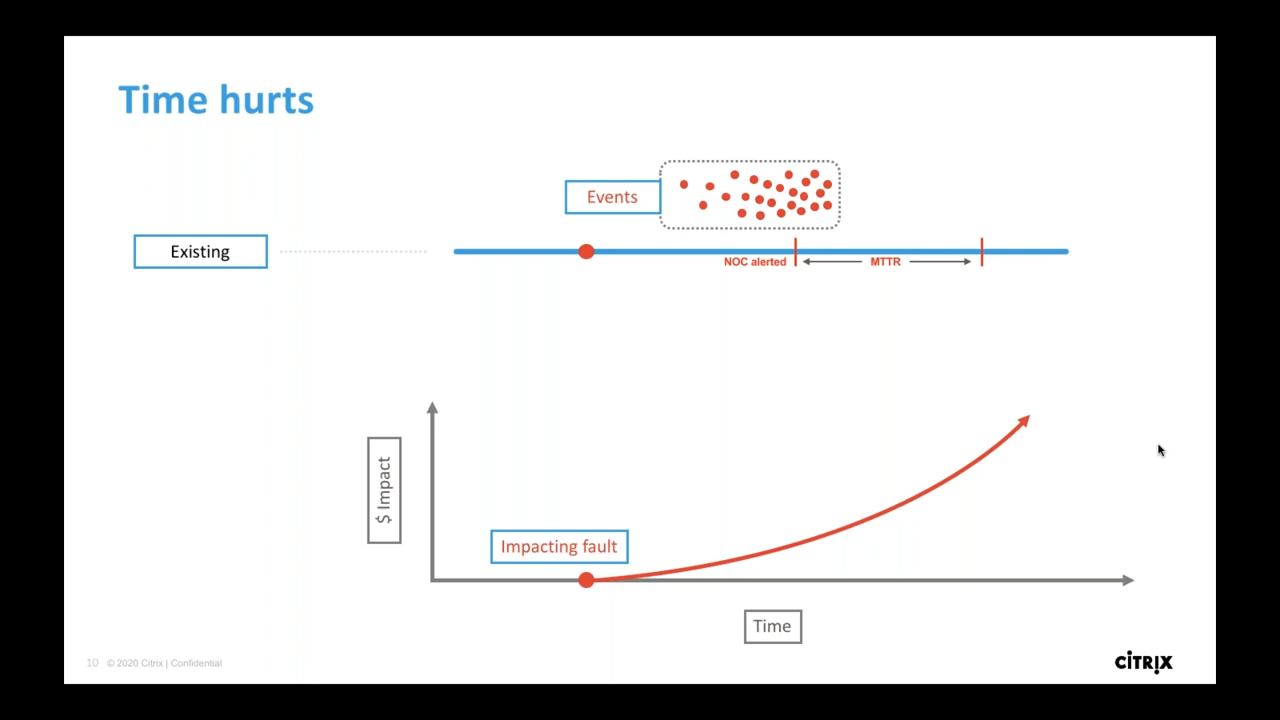 Time hurts
Events
Existing
NOC alerted
MTTR
$ Impact
Impacting fault
Time
10 © 2020 Citrix | Confidential
CITRIX